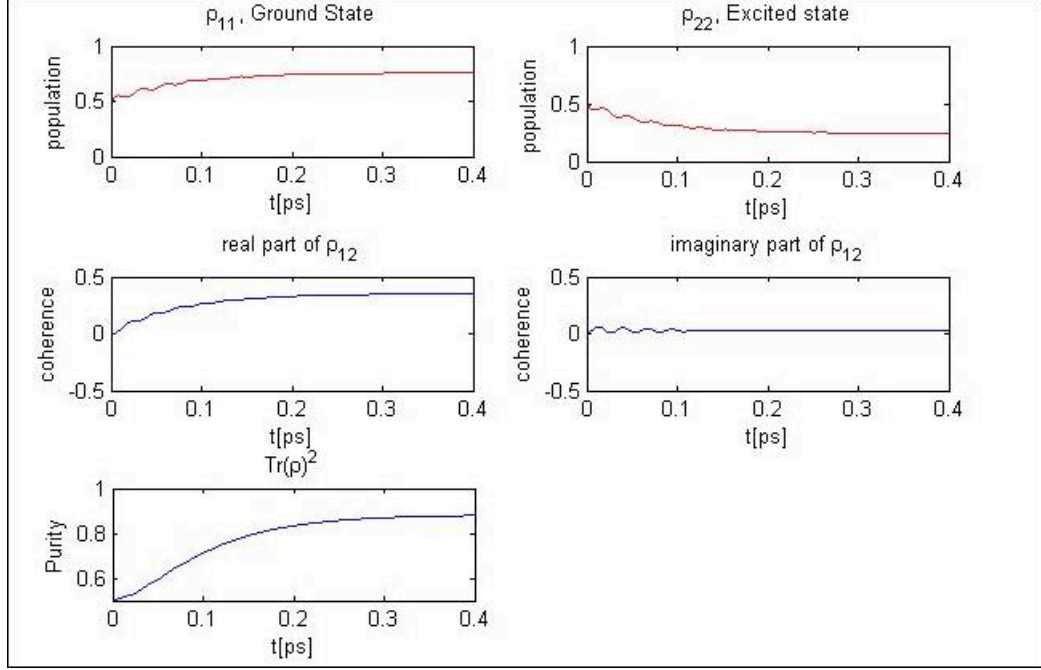 ρ11, Ground State
population
1
0.5
0
0 0.1 0.2 0.3 0.4
t[ps]
ρ22, Excited state
population
1
0.5
0
0 0.1 0.2 0.3 0.4
t[ps]
real part of ρ12
coherence
0.5
0
-0.5
0 0.1 0.2 0.3 0.4
t[ps]
imaginary part of ρ12
coherence
0.5
0
-0.5
0 0.1 0.2 0.3 0.4
t[ps]
Tr(ρ)2
Purity
1
0.8
0.6
0 0.1 0.2 0.3 0.4
t[ps]